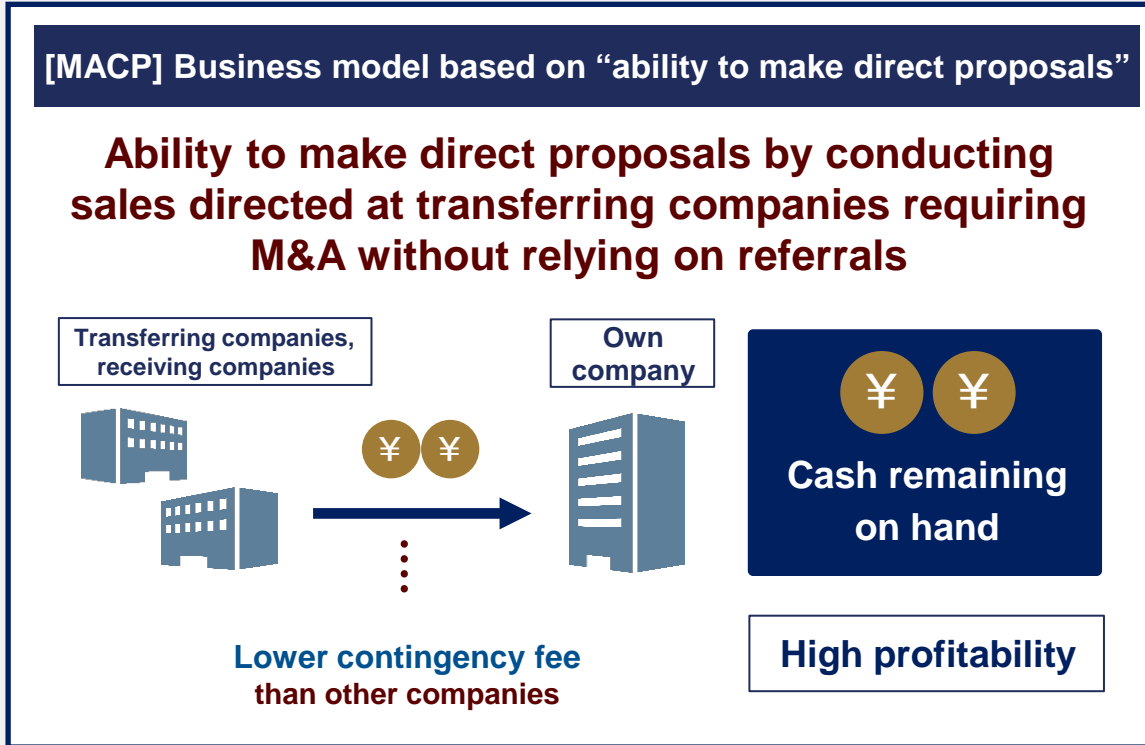 [MACP] Business model based on “ability to make direct proposals”
Ability to make direct proposals by conducting
sales directed at transferring companies requiring
M&A without relying on referrals
Transferring companies,
receiving companies
Own
company
¥ ¥
¥ ¥
Cash remaining
on hand
Lower contingency fee
than other companies
High profitability